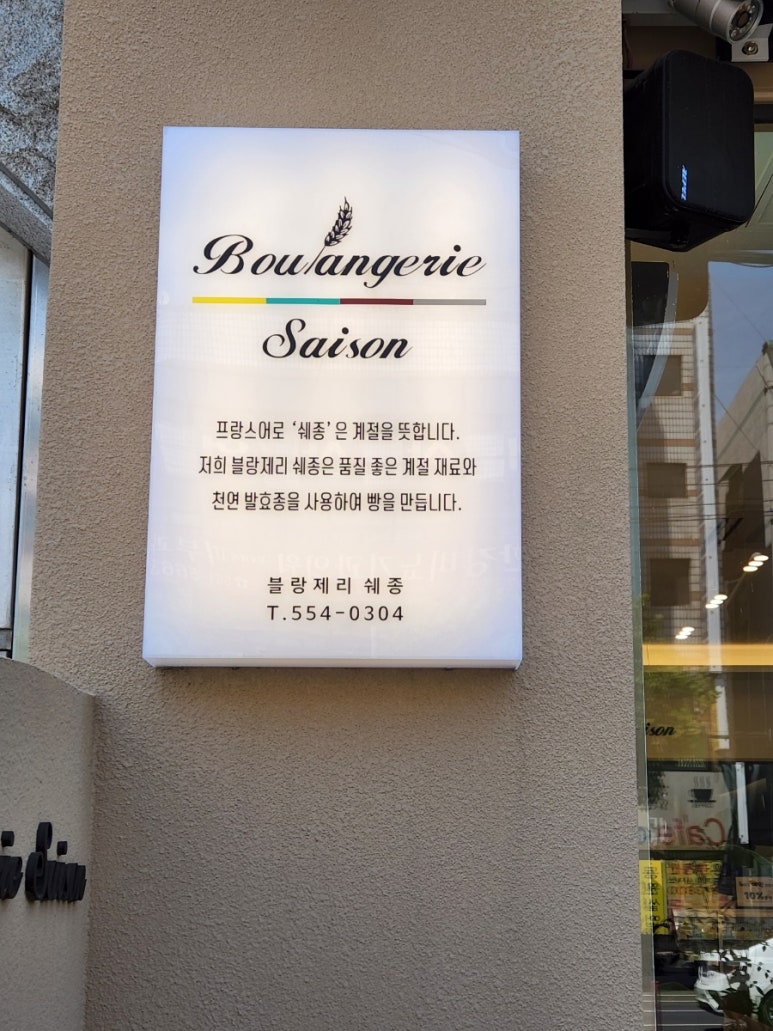 Boulangerie
Saison
프랑스어로 '쉐종'은 계절을 뜻합니다.
저희 블랑제리 쉐종은 품질 좋은 계절 재료와
천연 발효종을 사용하여 빵을 만듭니다.
블랑제리 쉐종
T.554-0304
ison
Cafe